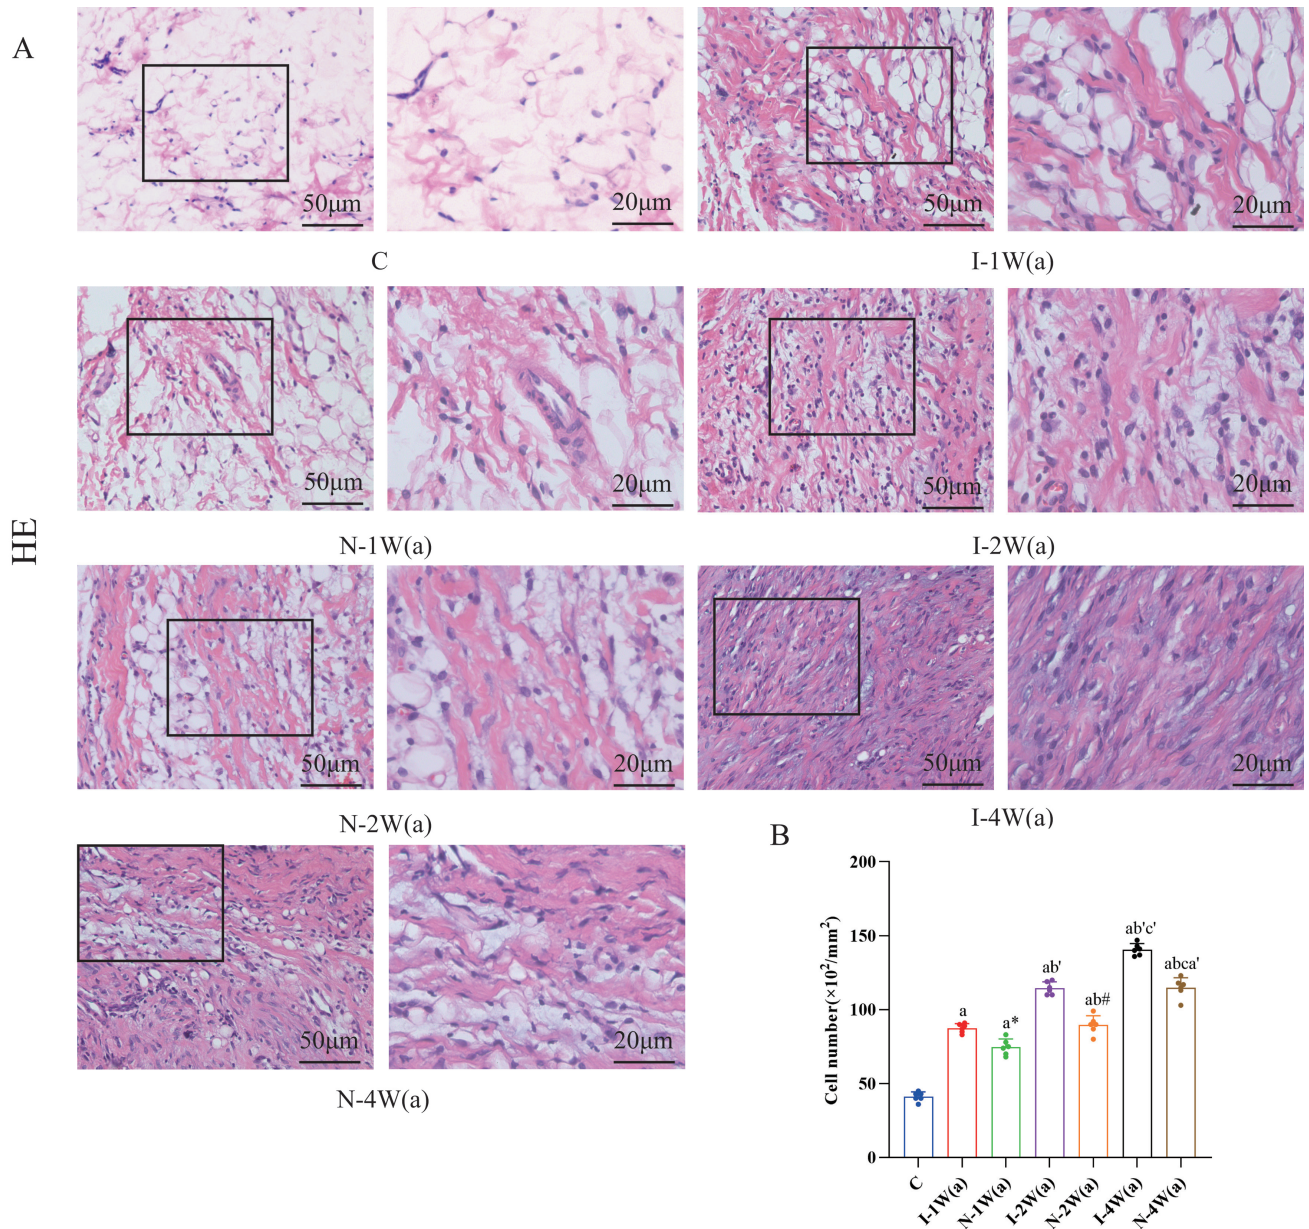 A
50μm
20μm
50μm
20μm
C
I-1W(a)
50μm
20μm
50μm
20μm
N-1W(a)
I-2W(a)
HE
50μm
20μm
50μm
20μm
N-2W(a)
I-4W(a)
50μm
20μm
N-4W(a)
B
Cell number(×10²/mm²)
200
150
100
50
0
a
a*
ab'
ab#
ab'c'
abca'
C
I-1W(a)
N-1W(a)
I-2W(a)
N-2W(a)
I-4W(a)
N-4W(a)